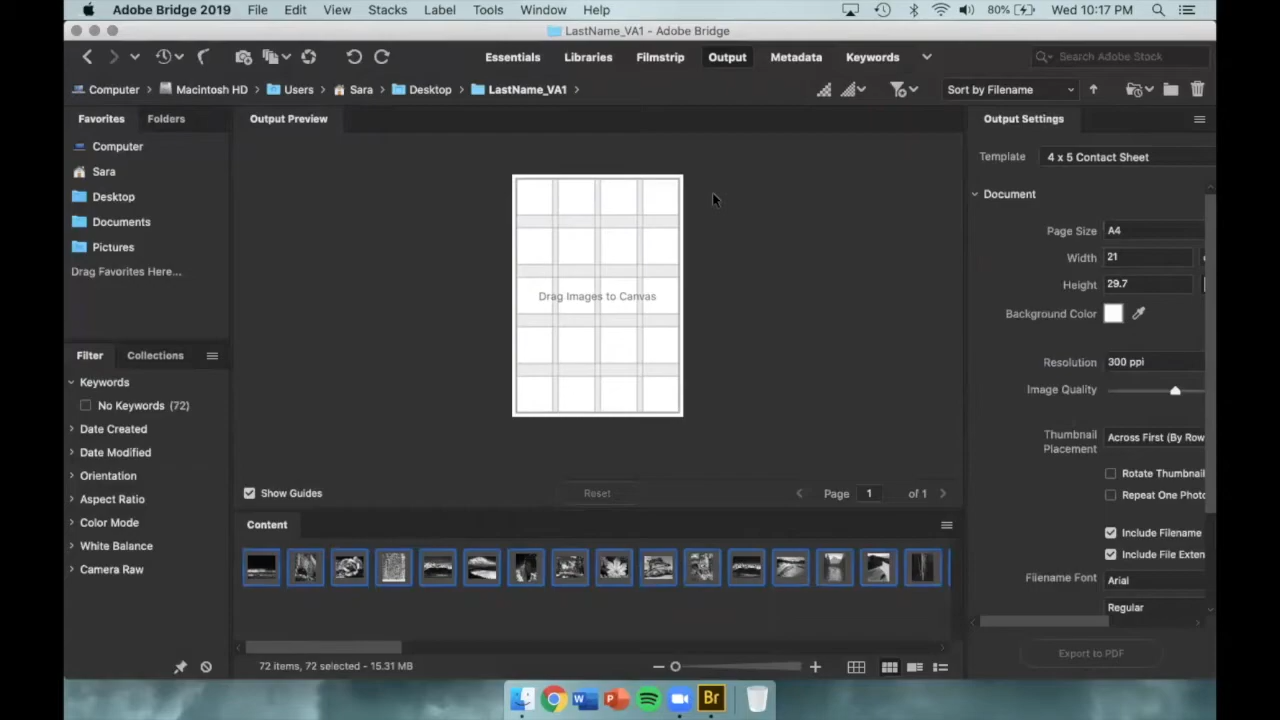 Adobe Bridge 2019 File Edit View Stacks Label Tools Window Help 80% Wed 10:17 PM
LastName_VA1 - Adobe Bridge
Essentials Libraries Filmstrip Output Metadata Keywords Search Adobe Stock
Computer Macintosh HD Users Sara Desktop LastName_VA1 Sort by Filename
Favorites Folders
Computer
Sara
Desktop
Documents
Pictures
Drag Favorites Here...
Filter Collections
Keywords
No Keywords (72)
Date Created
Date Modified
Orientation
Aspect Ratio
Color Mode
White Balance
Camera Raw
Output Preview
Drag Images to Canvas
Show Guides Reset Page 1 of 1
Content
72 items, 72 selected - 15.31 MB
Output Settings
Template 4 x 5 Contact Sheet
Document
Page Size A4
Width 21
Height 29.7
Background Color
Resolution 300 ppi
Image Quality
Thumbnail
Placement
Across First (By Row
Rotate Thumbnail
Repeat One Photo
Include Filename
Include File Exten
Filename Font Arial
Regular
Export to PDF
W P Br